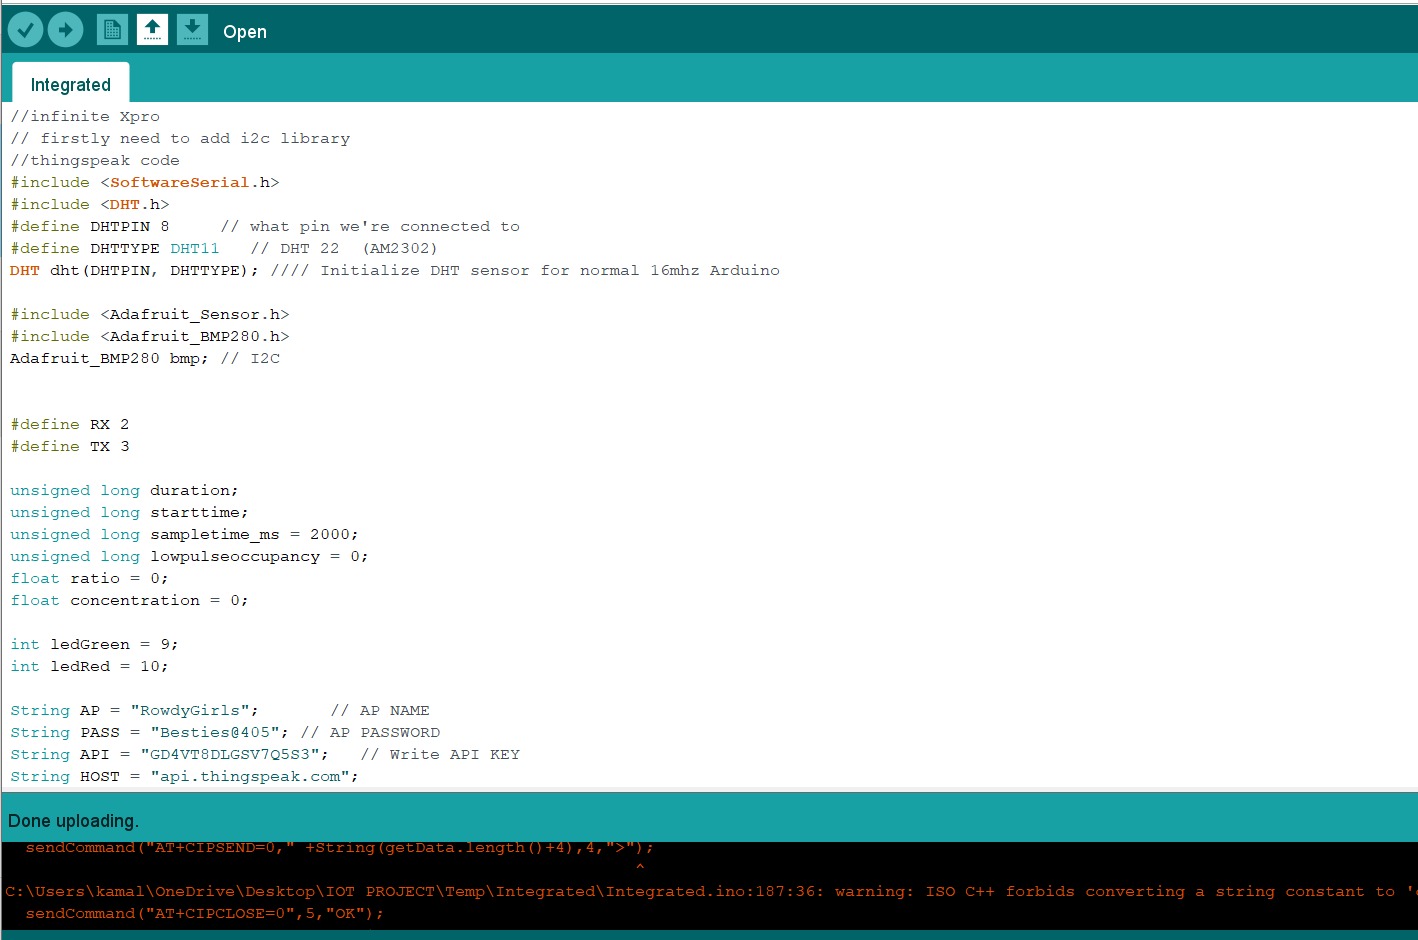 Open
Integrated
//infinite Xpro
// firstly need to add i2c library
//thingspeak code
#include <SoftwareSerial.h>
#include <DHT.h>
#define DHTPIN 8     // what pin we're connected to
#define DHTTYPE DHT11   // DHT 22  (AM2302)
DHT dht(DHTPIN, DHTTYPE); //// Initialize DHT sensor for normal 16mhz Arduino
#include <Adafruit_Sensor.h>
#include <Adafruit_BMP280.h>
Adafruit_BMP280 bmp; // I2C
#define RX 2
#define TX 3
unsigned long duration;
unsigned long starttime;
unsigned long sampletime_ms = 2000;
unsigned long lowpulseoccupancy = 0;
float ratio = 0;
float concentration = 0;
int ledGreen = 9;
int ledRed = 10;
String AP = "RowdyGirls";       // AP NAME
String PASS = "Besties@405"; // AP PASSWORD
String API = "GD4VT8DLGSV7Q5S3";   // Write API KEY
String HOST = "api.thingspeak.com";
Done uploading.
sendCommand("AT+CIPSEND=0," +String(getData.length()+4),4,">");
^
C:\Users\kamal\OneDrive\Desktop\IOT PROJECT\Temp\Integrated\Integrated.ino:187:36: warning: ISO C++ forbids converting a string constant to '
sendCommand("AT+CIPCLOSE=0",5,"OK");